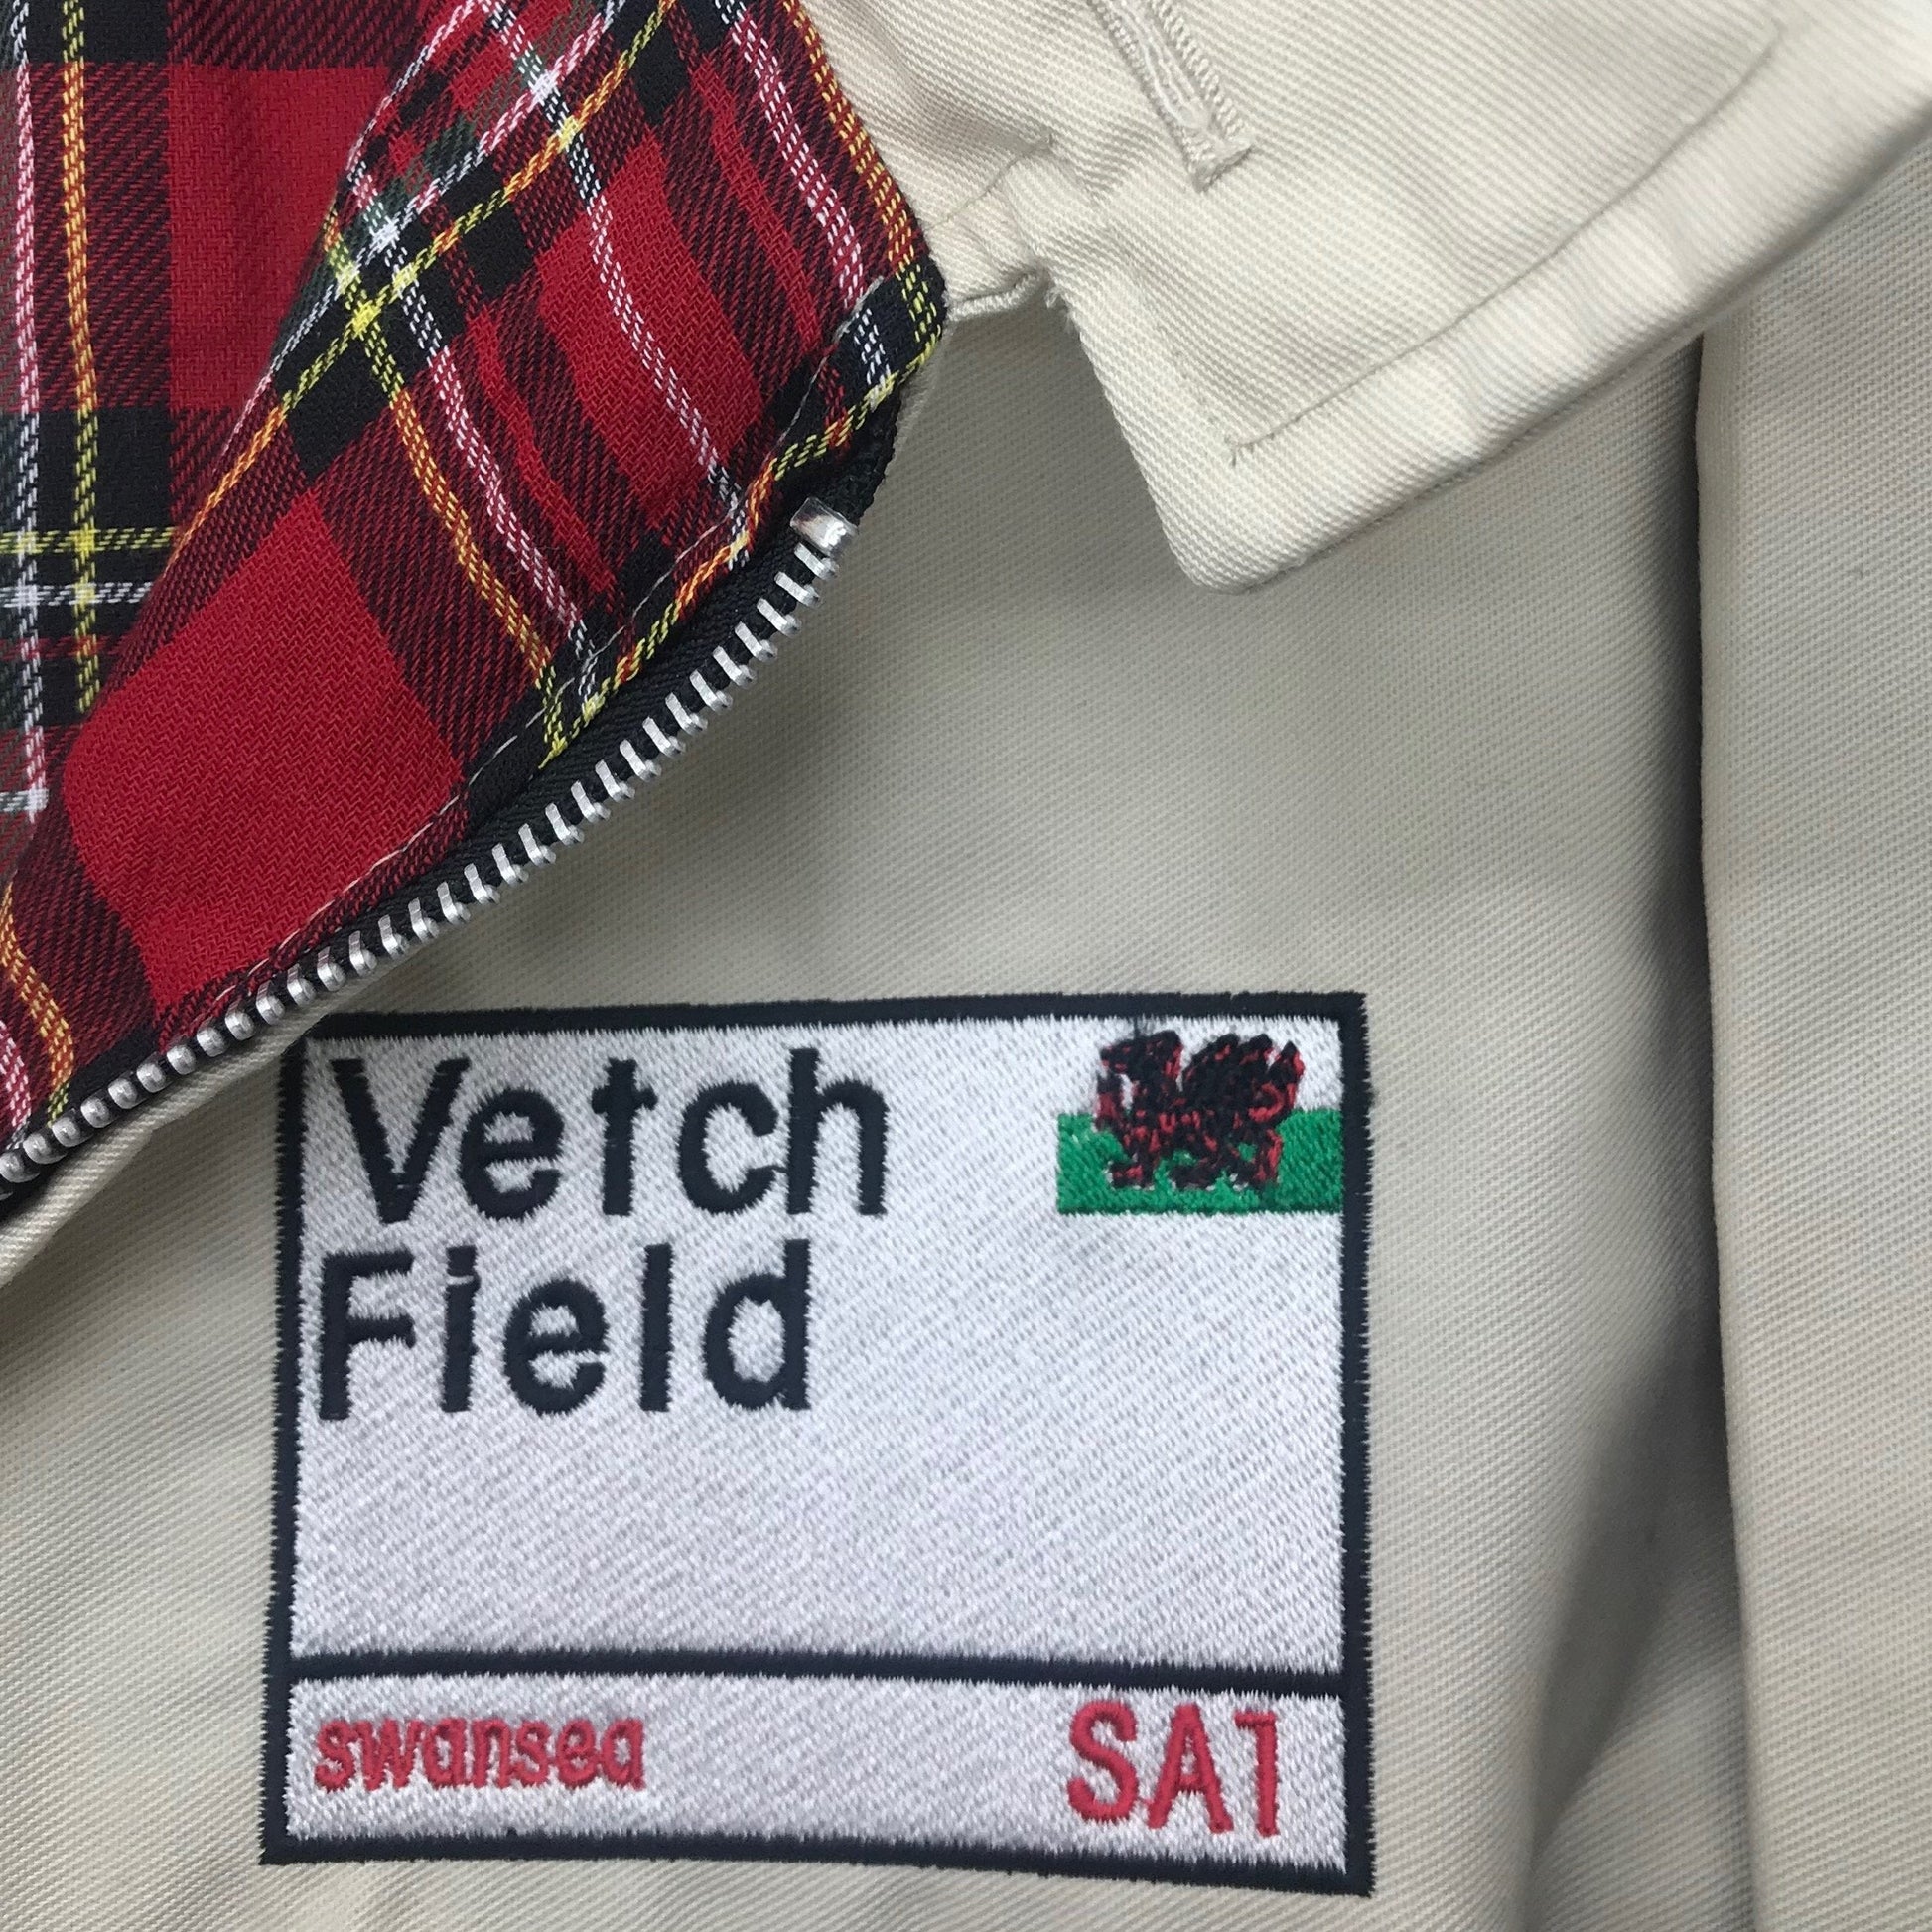 Vetch
Field
swansea
SA1